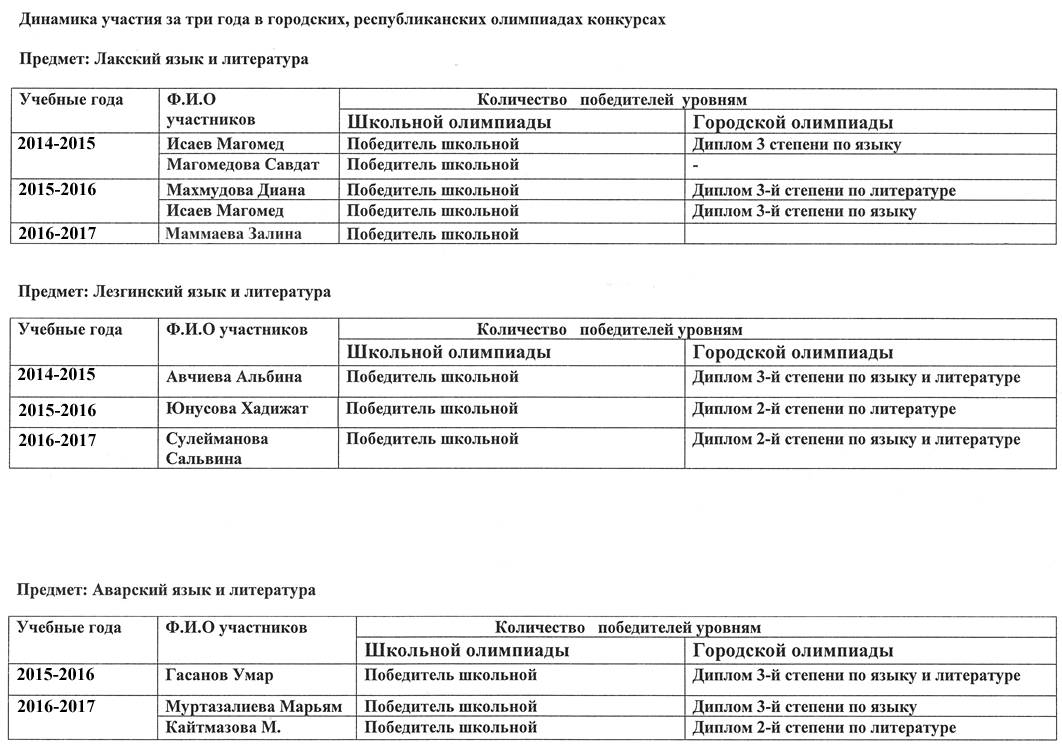 Динамика участия за три года в городских, республиканских олимпиадах конкурсах
Предмет: Лакский язык и литература
Учебные года Ф.И.О участников Количество победителей уровням
Школьной олимпиады Городской олимпиады
2014-2015 Исаев Магомед Победитель школьной Диплом 3 степени по языку
Магомедова Савдат Победитель школьной -
2015-2016 Махмудова Диана Победитель школьной Диплом 3-й степени по литературе
Исаев Магомед Победитель школьной Диплом 3-й степени по языку
2016-2017 Маммаева Залина Победитель школьной
Предмет: Лезгинский язык и литература
Учебные года Ф.И.О участников Количество победителей уровням
Школьной олимпиады Городской олимпиады
2014-2015 Авчиева Альбина Победитель школьной Диплом 3-й степени по языку и литературе
2015-2016 Юнусова Хадижат Победитель школьной Диплом 2-й степени по литературе
2016-2017 Сулейманова Победитель школьной Диплом 2-й степени по языку и литературе
Сальвина
Предмет: Аварский язык и литература
Учебные года Ф.И.О участников Количество победителей уровням
Школьной олимпиады Городской олимпиады
2015-2016 Гасанов Умар Победитель школьной Диплом 3-й степени по языку и литературе
2016-2017 Муртазалиева Марьям Победитель школьной Диплом 3-й степени по языку
Кайтмазова М. Победитель школьной Диплом 2-й степени по литературе